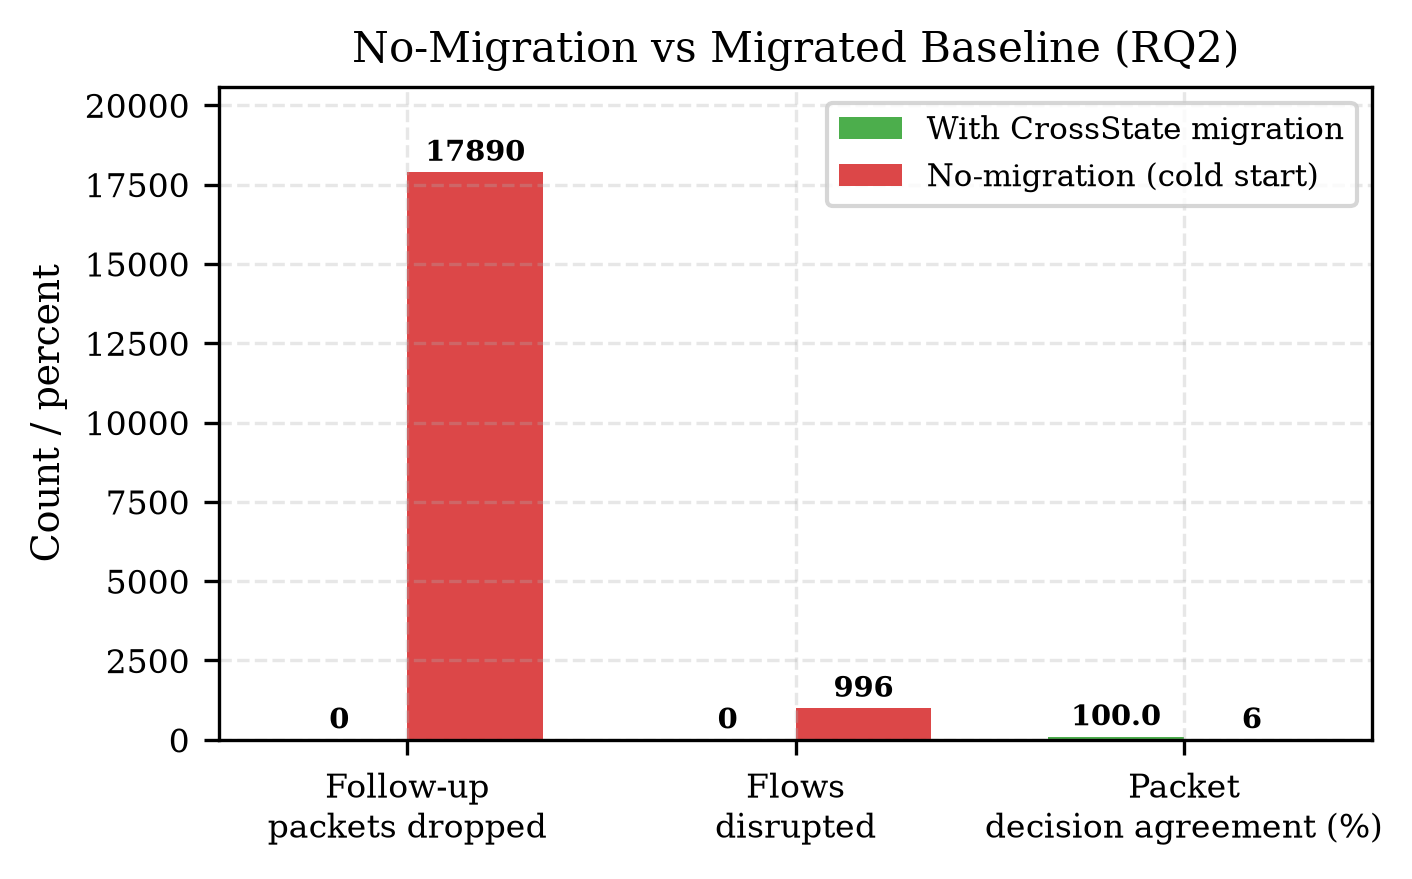 No-Migration vs Migrated Baseline (RQ2)
Count / percent
20000
17500
15000
12500
10000
7500
5000
2500
0
With CrossState migration
No-migration (cold start)
0
17890
0
996
100.0
6
Follow-up
packets dropped
Flows
disrupted
Packet
decision agreement (%)